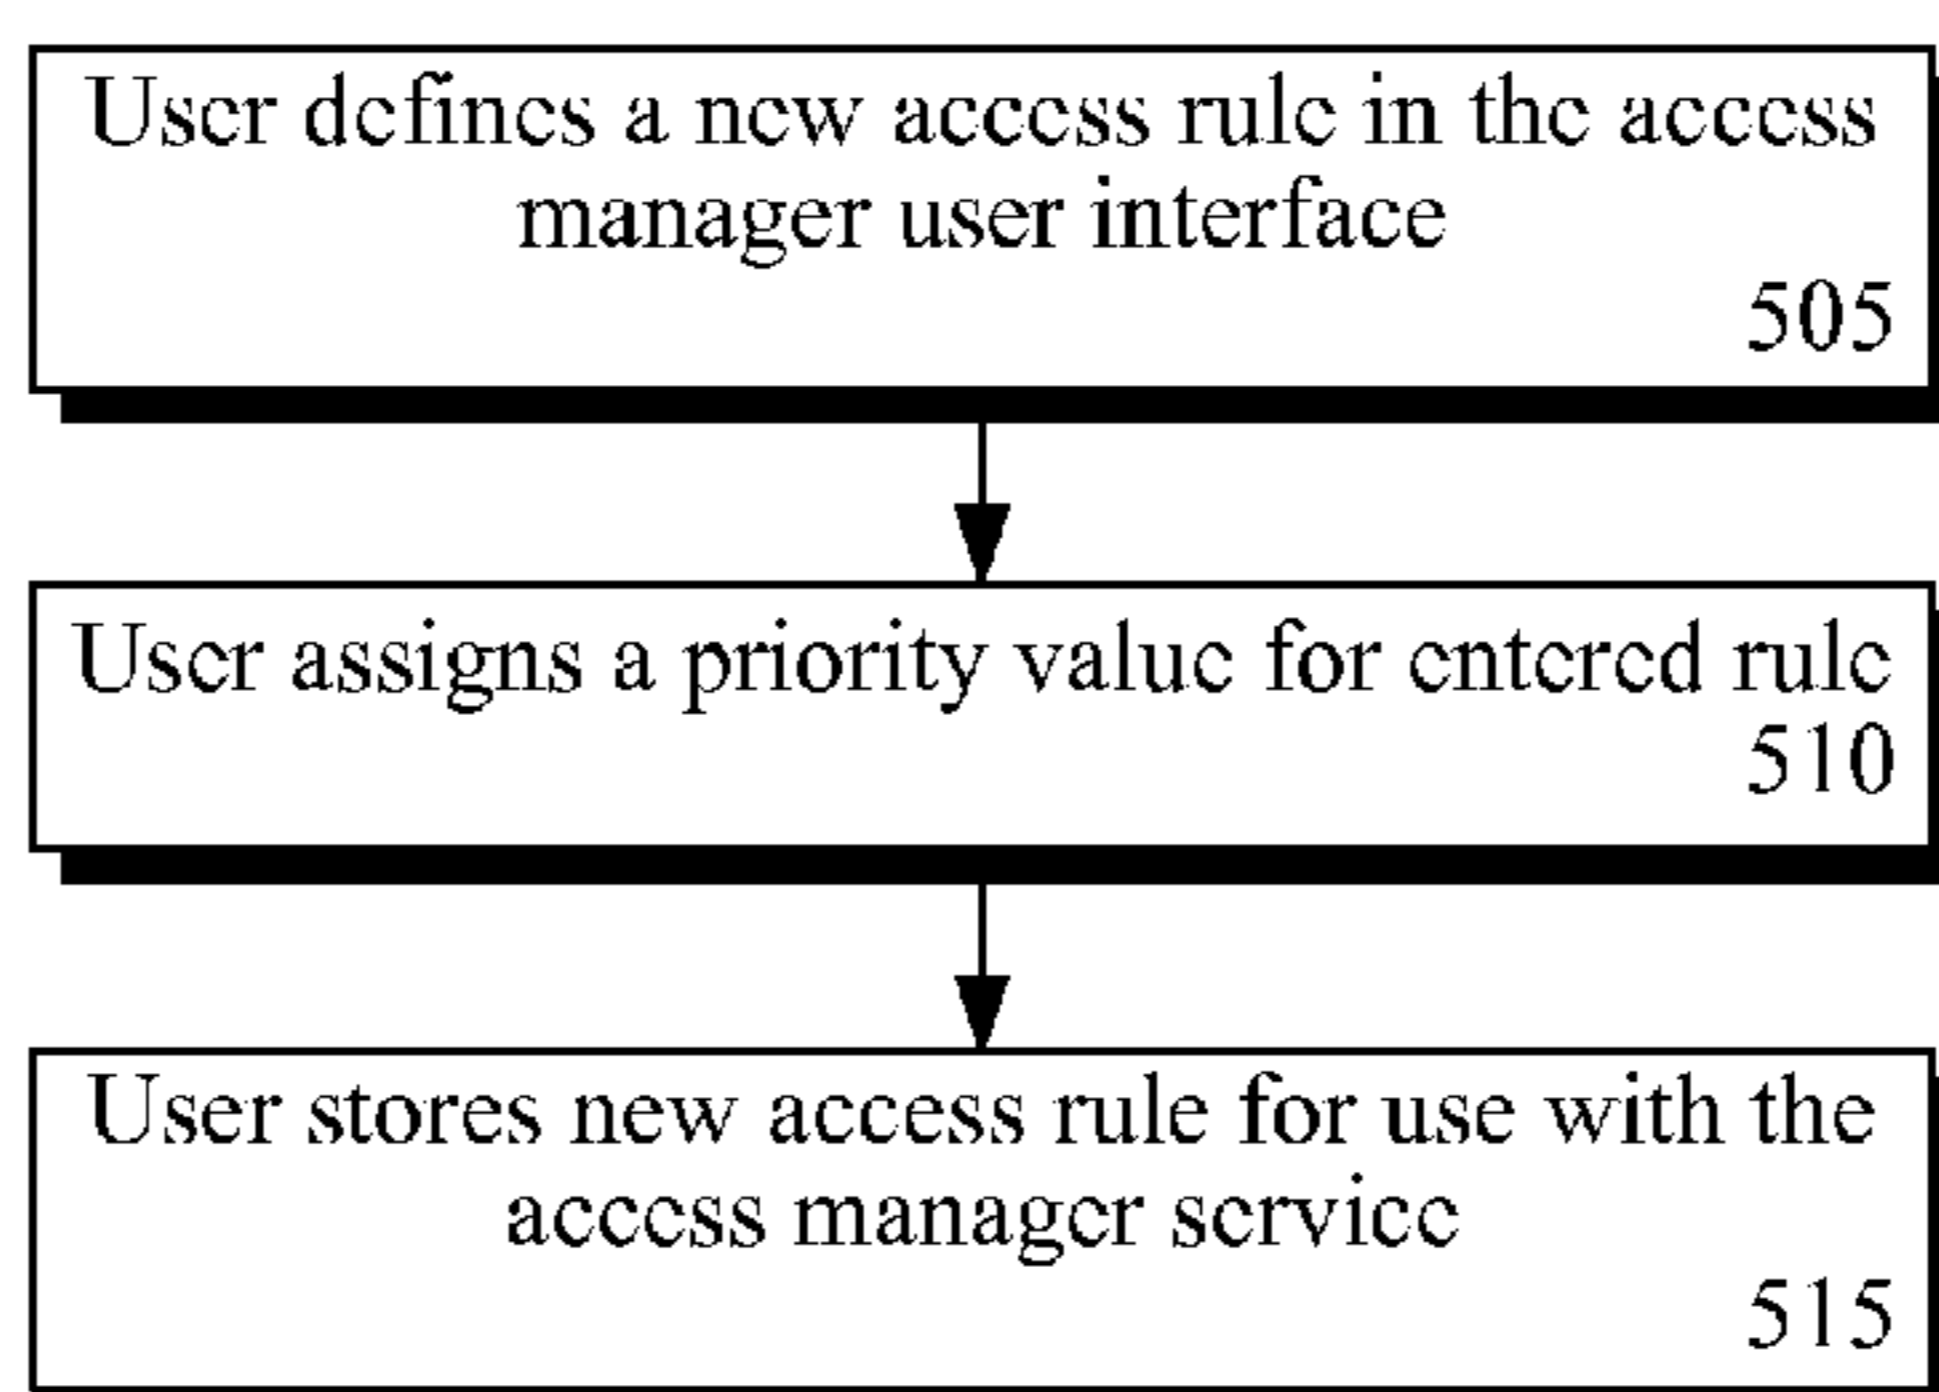 User defines a new access rule in the access
manager user interface
505
User assigns a priority value for entered rule
510
User stores new access rule for use with the
access manager service
515